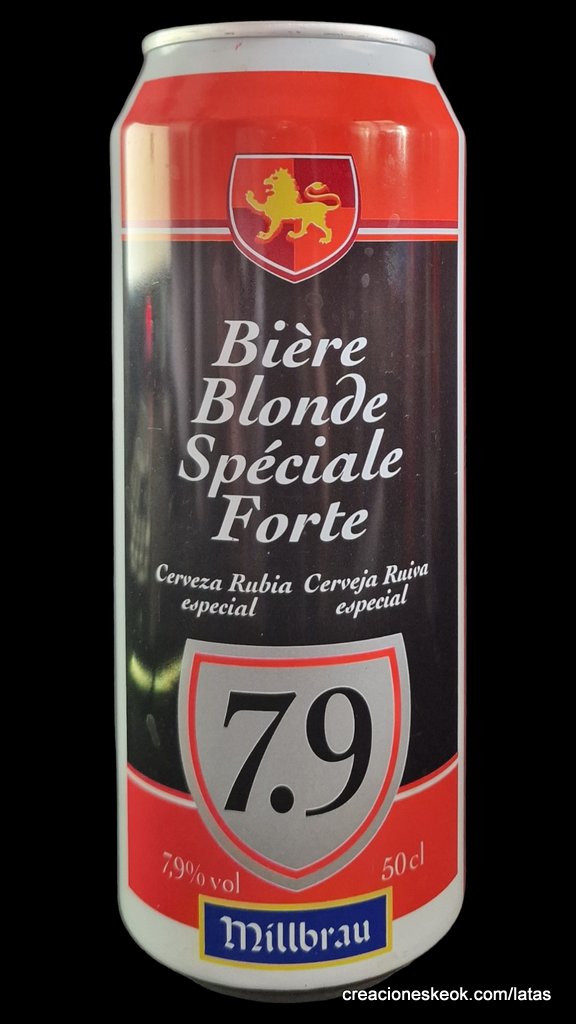 Bière
Blonde
Spéciale
Forte
Cerveza Rubia
especial
Cerveja Ruiva
especial
7.9
7,9% vol
50 cl
Millbrau
creacioneskeok.com/latas